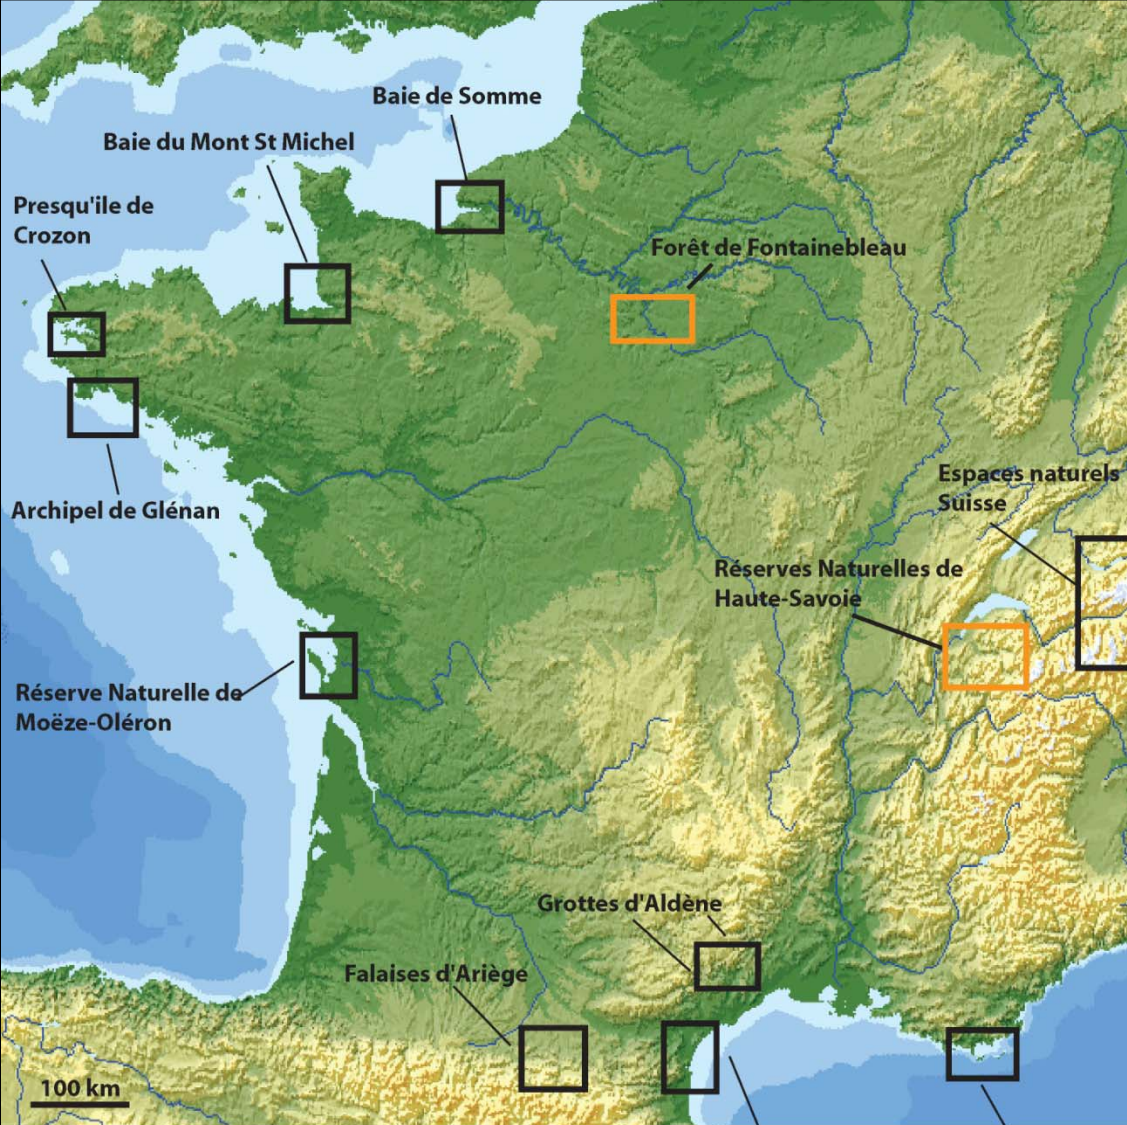 Baie de Somme
Baie du Mont St Michel
Presqu'ile de
Crozon
Forêt de Fontainebleau
Archipel de Glénan
Espaces naturels
Suisse
Réserves Naturelles de
Haute-Savoie
Réserve Naturelle de
Moëze-Oléron
Grottes d'Aldène
Falaises d'Ariège
100 km